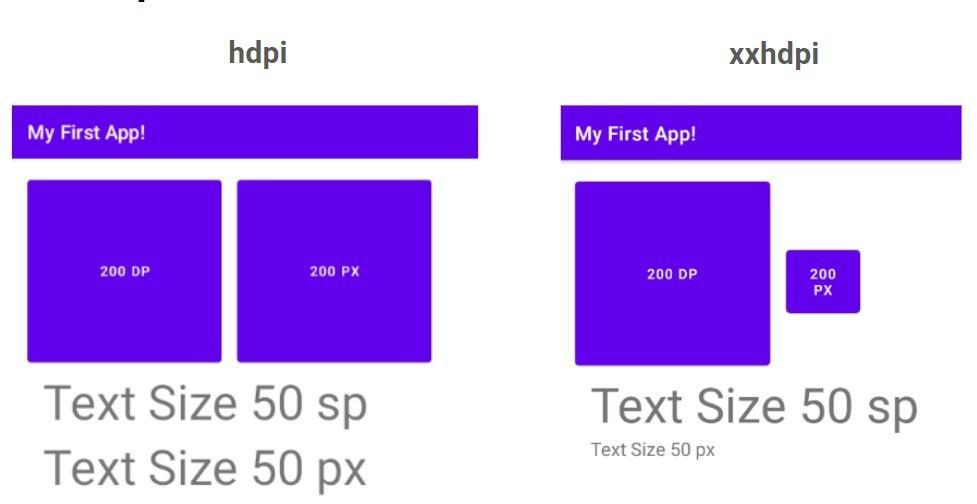 hdpi
xxhdpi
My First App!
200 DP
200 PX
Text Size 50 sp
Text Size 50 px
My First App!
200 DP
200
PX
Text Size 50 sp
Text Size 50 px